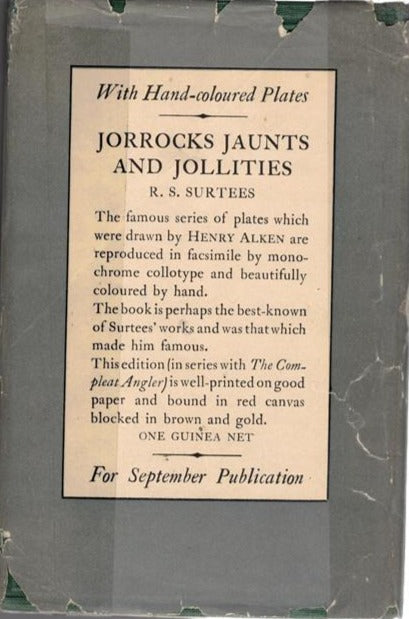 With Hand-coloured Plates
JORROCKS JAUNTS
AND JOLLITIES
R. S. SURTEES
The famous series of plates which
were drawn by HENRY ALKEN are
reproduced in facsimile by mono-
chrome collotype and beautifully
coloured by hand.
The book is perhaps the best-known
of Surtees' works and was that which
made him famous.
This edition (in series with The Com-
pleat Angler) is well-printed on good
paper and bound in red canvas
blocked in brown and gold.
ONE GUINEA NET
For September Publication